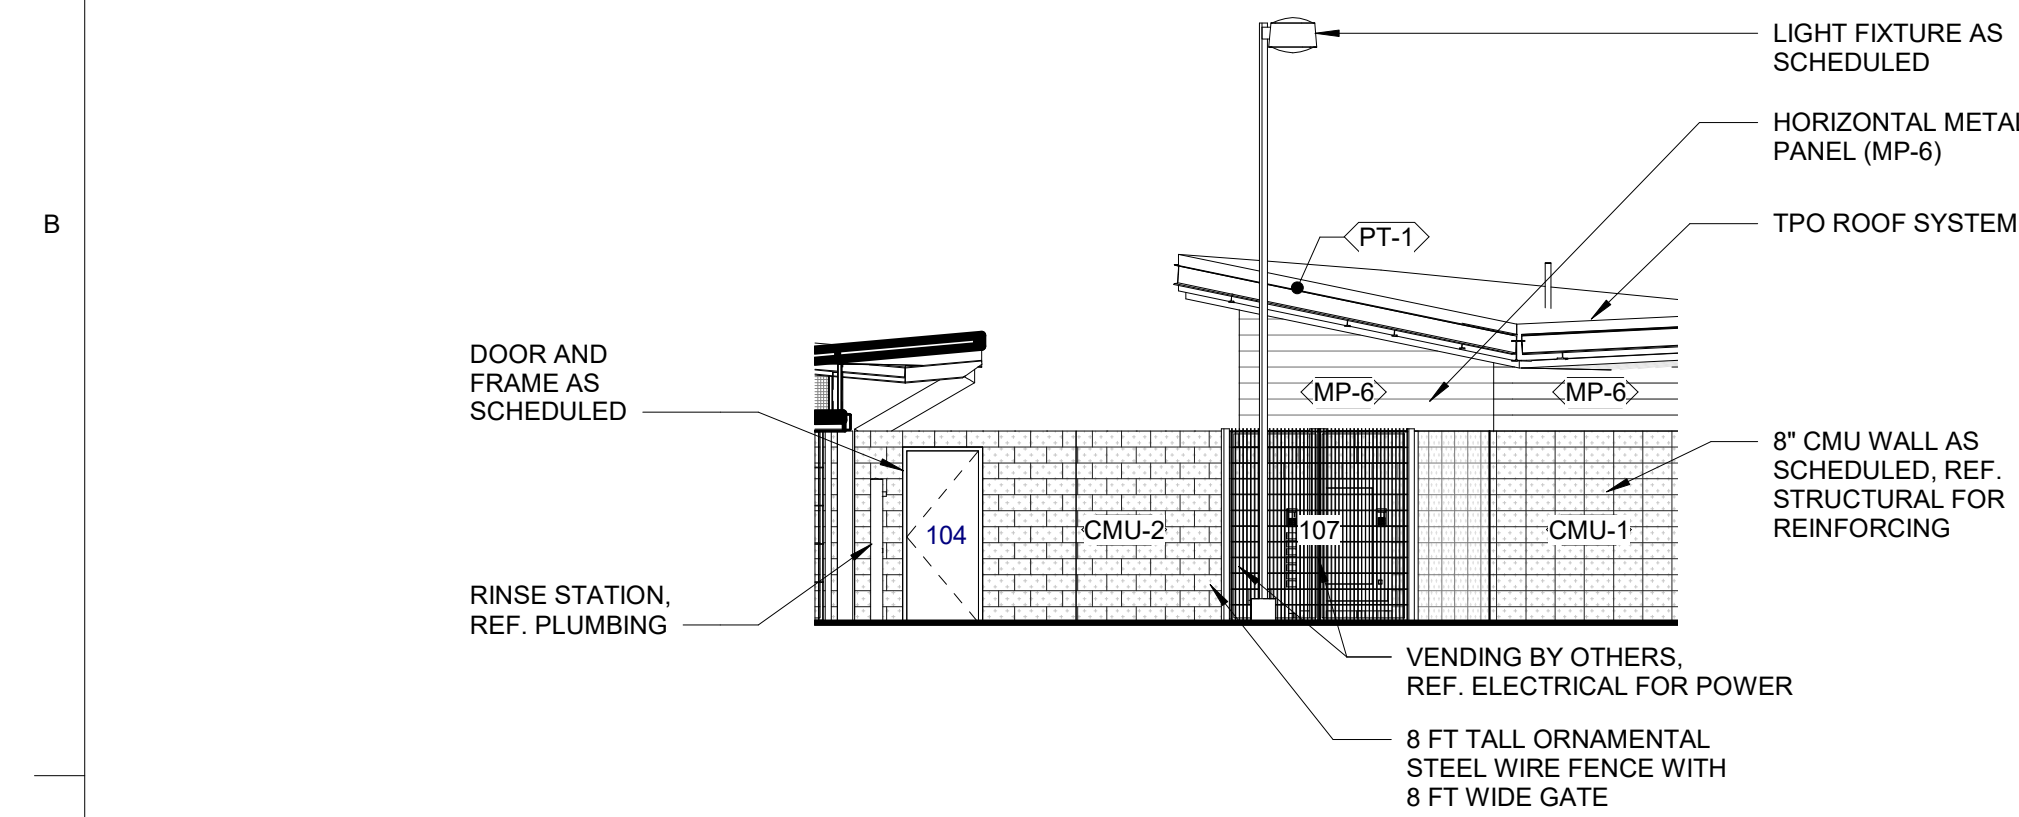 LIGHT FIXTURE AS
SCHEDULED
HORIZONTAL METAL
PANEL (MP-6)
B
TPO ROOF SYSTEM
PT-1
DOOR AND
FRAME AS
SCHEDULED
MP-6
MP-6
8" CMU WALL AS
SCHEDULED, REF.
STRUCTURAL FOR
REINFORCING
104
CMU-2
107
CMU-1
RINSE STATION,
REF. PLUMBING
VENDING BY OTHERS,
REF. ELECTRICAL FOR POWER
8 FT TALL ORNAMENTAL
STEEL WIRE FENCE WITH
8 FT WIDE GATE